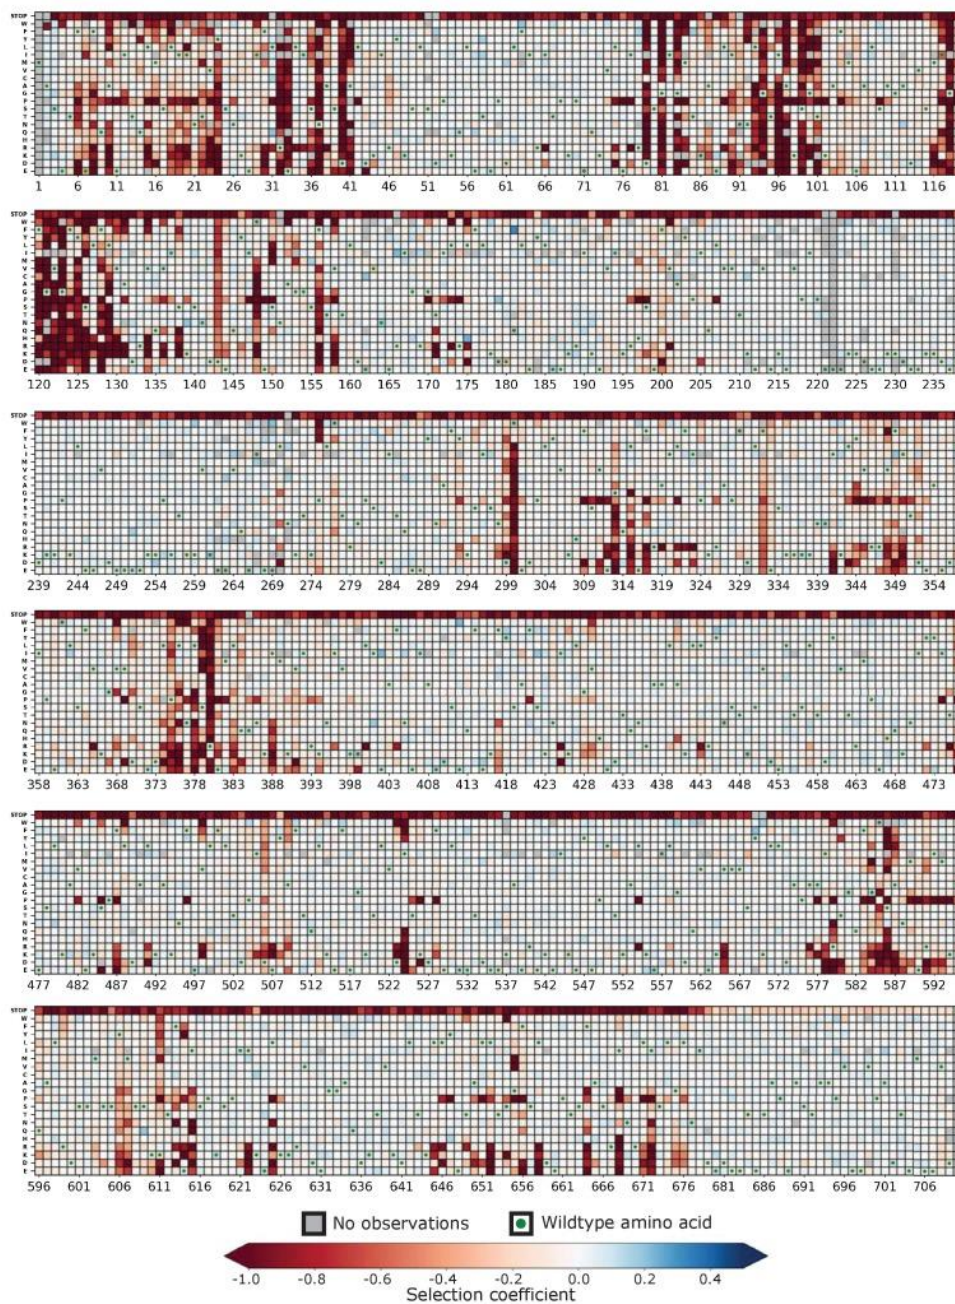 STOP
W
F
Y
L
I
M
V
C
A
G
P
S
T
N
Q
H
R
K
D
E
1 6 11 16 21 26 31 36 41 46 51 56 61 66 71 76 81 86 91 96 101 106 111 116
STOP
W
F
Y
L
I
M
V
C
A
G
P
S
T
N
Q
H
R
K
D
E
120 125 130 135 140 145 150 155 160 165 170 175 180 185 190 195 200 205 210 215 220 225 230 235
STOP
W
F
Y
L
I
M
V
C
A
G
P
S
T
N
Q
H
R
K
D
E
239 244 249 254 259 264 269 274 279 284 289 294 299 304 309 314 319 324 329 334 339 344 349 354
STOP
W
F
Y
L
I
M
V
C
A
G
P
S
T
N
Q
H
R
K
D
E
358 363 368 373 378 383 388 393 398 403 408 413 418 423 428 433 438 443 448 453 458 463 468 473
STOP
W
F
Y
L
I
M
V
C
A
G
P
S
T
N
Q
H
R
K
D
E
477 482 487 492 497 502 507 512 517 522 527 532 537 542 547 552 557 562 567 572 577 582 587 592
STOP
W
F
Y
L
I
M
V
C
A
G
P
S
T
N
Q
H
R
K
D
E
596 601 606 611 616 621 626 631 636 641 646 651 656 661 666 671 676 681 686 691 696 701 706
No observations Wildtype amino acid
-1.0 -0.8 -0.6 -0.4 -0.2 0.0 0.2 0.4
Selection coefficient